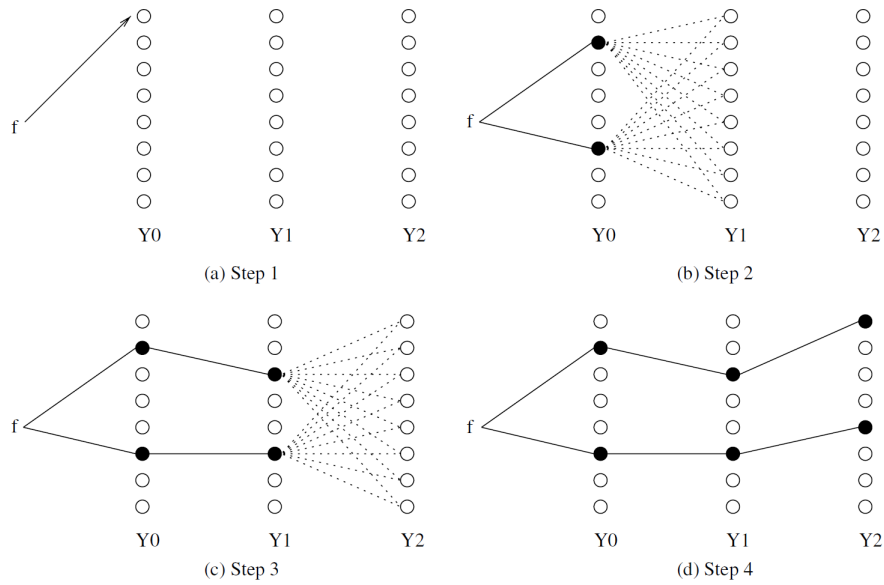 f
Y0 Y1 Y2
(a) Step 1
f
Y0 Y1 Y2
(b) Step 2
f
Y0 Y1 Y2
(c) Step 3
f
Y0 Y1 Y2
(d) Step 4